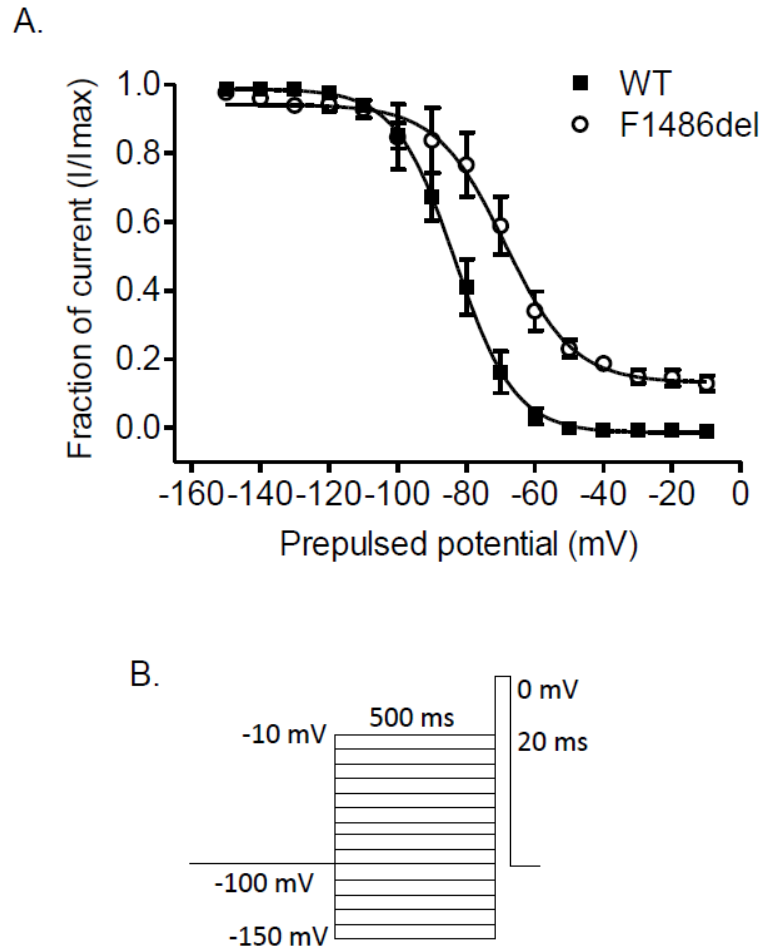 A.
Fraction of current (I/Imax)
1.0
0.8
0.6
0.4
0.2
0.0
WT
F1486del
-160 -140 -120 -100 -80 -60 -40 -20 0
Prepulsed potential (mV)
B.
0 mV
500 ms
-10 mV
20 ms
-100 mV
-150 mV